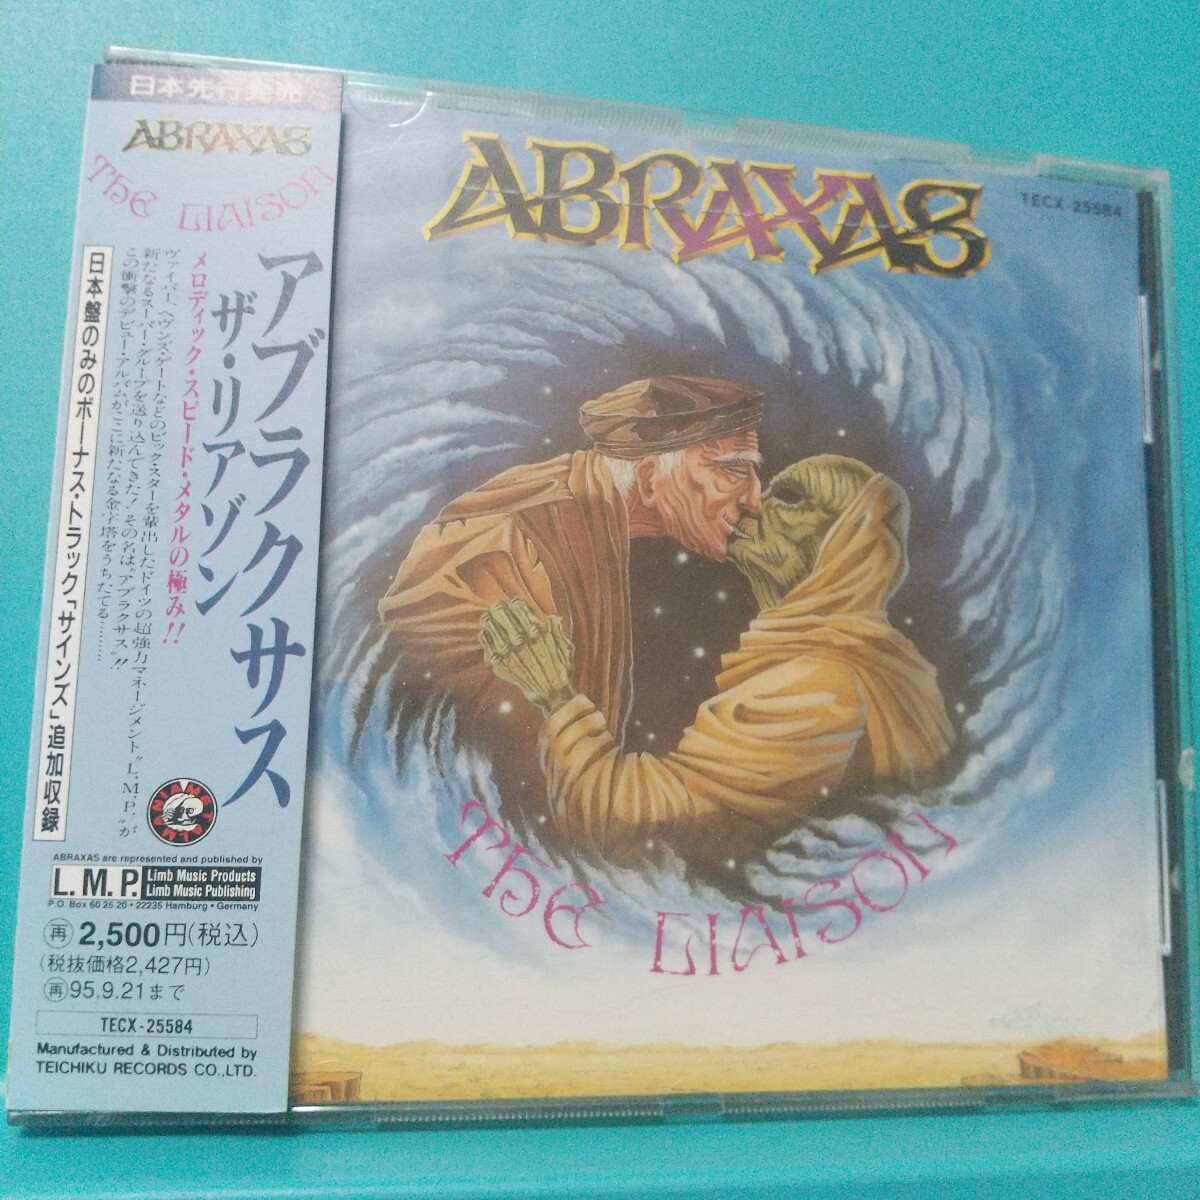 日本先行発売
ABRAXAS
THE LIAISON
アブラクサス
ザ・リアゾン
メロディック・スピード・メタルの極み!!
ヴァイパー、ヘヴンズ・ゲートなどのビック・スターを輩出したドイツの超強力マネージメント"L.M.P."が
新たなるスーパー・グループを送り込んできた! その名は"アブラクサス"!!
この衝撃のデビュー・アルバムがここに新たなる金字塔をうちたてる………
日本盤のみのボーナス・トラック「サインズ」追加収録
METALMANIA
ABRAXAS are represented and published by
L.M.P.
Limb Music Products
Limb Music Publishing
P.O. Box 60 25 20 • 22235 Hamburg • Germany
再 2,500円(税込)
(税抜価格2,427円)
再 95.9.21まで
TECX-25584
Manufactured & Distributed by
TEICHIKU RECORDS CO.,LTD.
ABRAXAS
TECX-25584
THE LIAISON